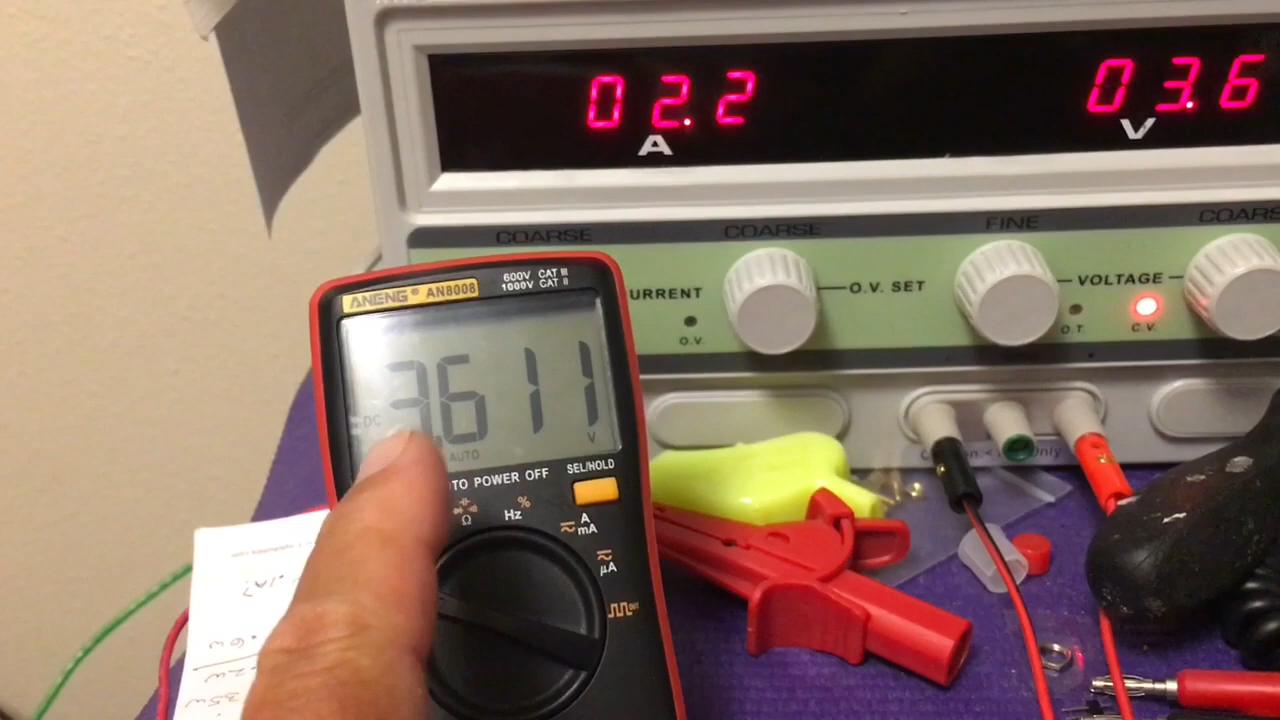 02.2
03.6
A
V
COARSE
COARSE
FINE
COARS
URRENT
O.V. SET
VOLTAGE
O.V.
O.T.
C.V.
ANENG® AN8008
600V CAT III
1000V CAT II
DC
3.611
V
AUTO
TO POWER OFF
SEL/HOLD
Ω
Hz
%
A
mA
µA
OUT